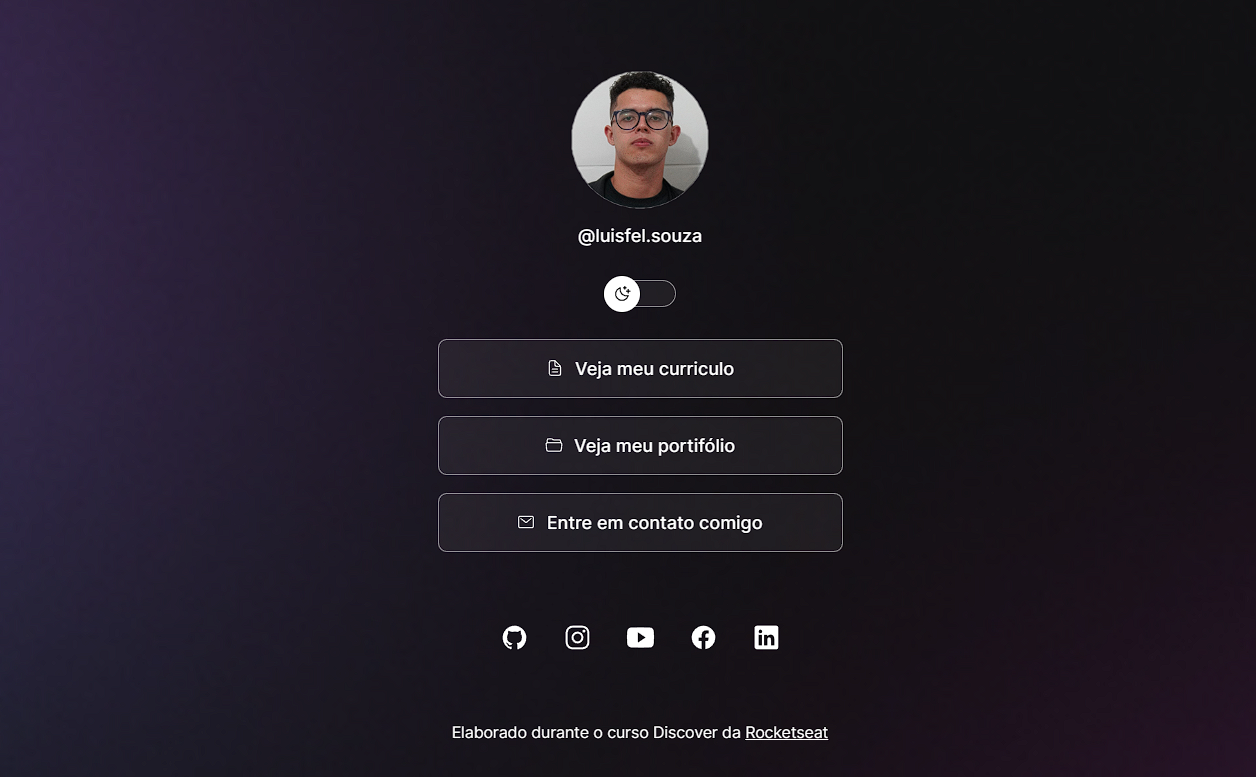 @luisfel.souza
Veja meu curriculo
Veja meu portifólio
Entre em contato comigo
Elaborado durante o curso Discover da Rocketseat